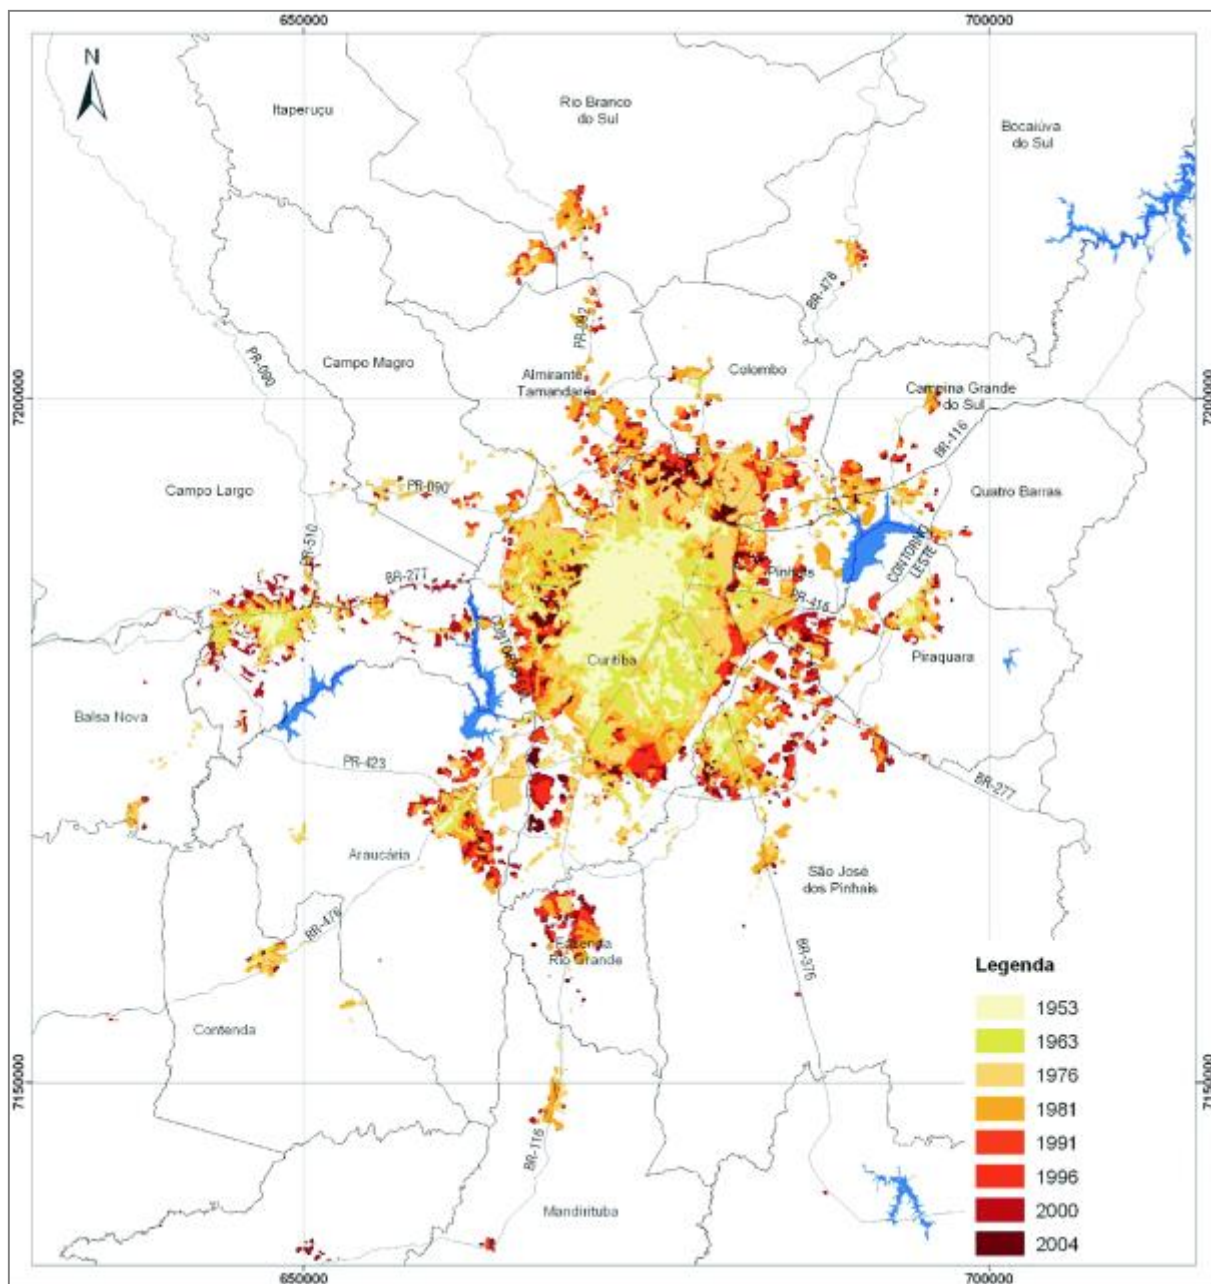 650000
700000
N
Itaperuçu
Rio Branco
do Sul
Bocaiúva
do Sul
BR-476
PR-092
PR-090
Campo Magro
Almirante
Tamandaré
Colombo
Campina Grande
do Sul
7200000
7200000
BR-116
Campo Largo
PR-090
Quatro Barras
PR-510
BR-277
CONTORNO
LESTE
Pinhais
PR-415
Curitiba
Piraquara
Balsa Nova
PR-423
BR-277
Araucária
São José
dos Pinhais
BR-476
Fazenda
Rio Grande
BR-376
Contenda
7150000
7150000
BR-116
Mandirituba
Legenda
1953
1963
1976
1981
1991
1996
2000
2004
650000
700000